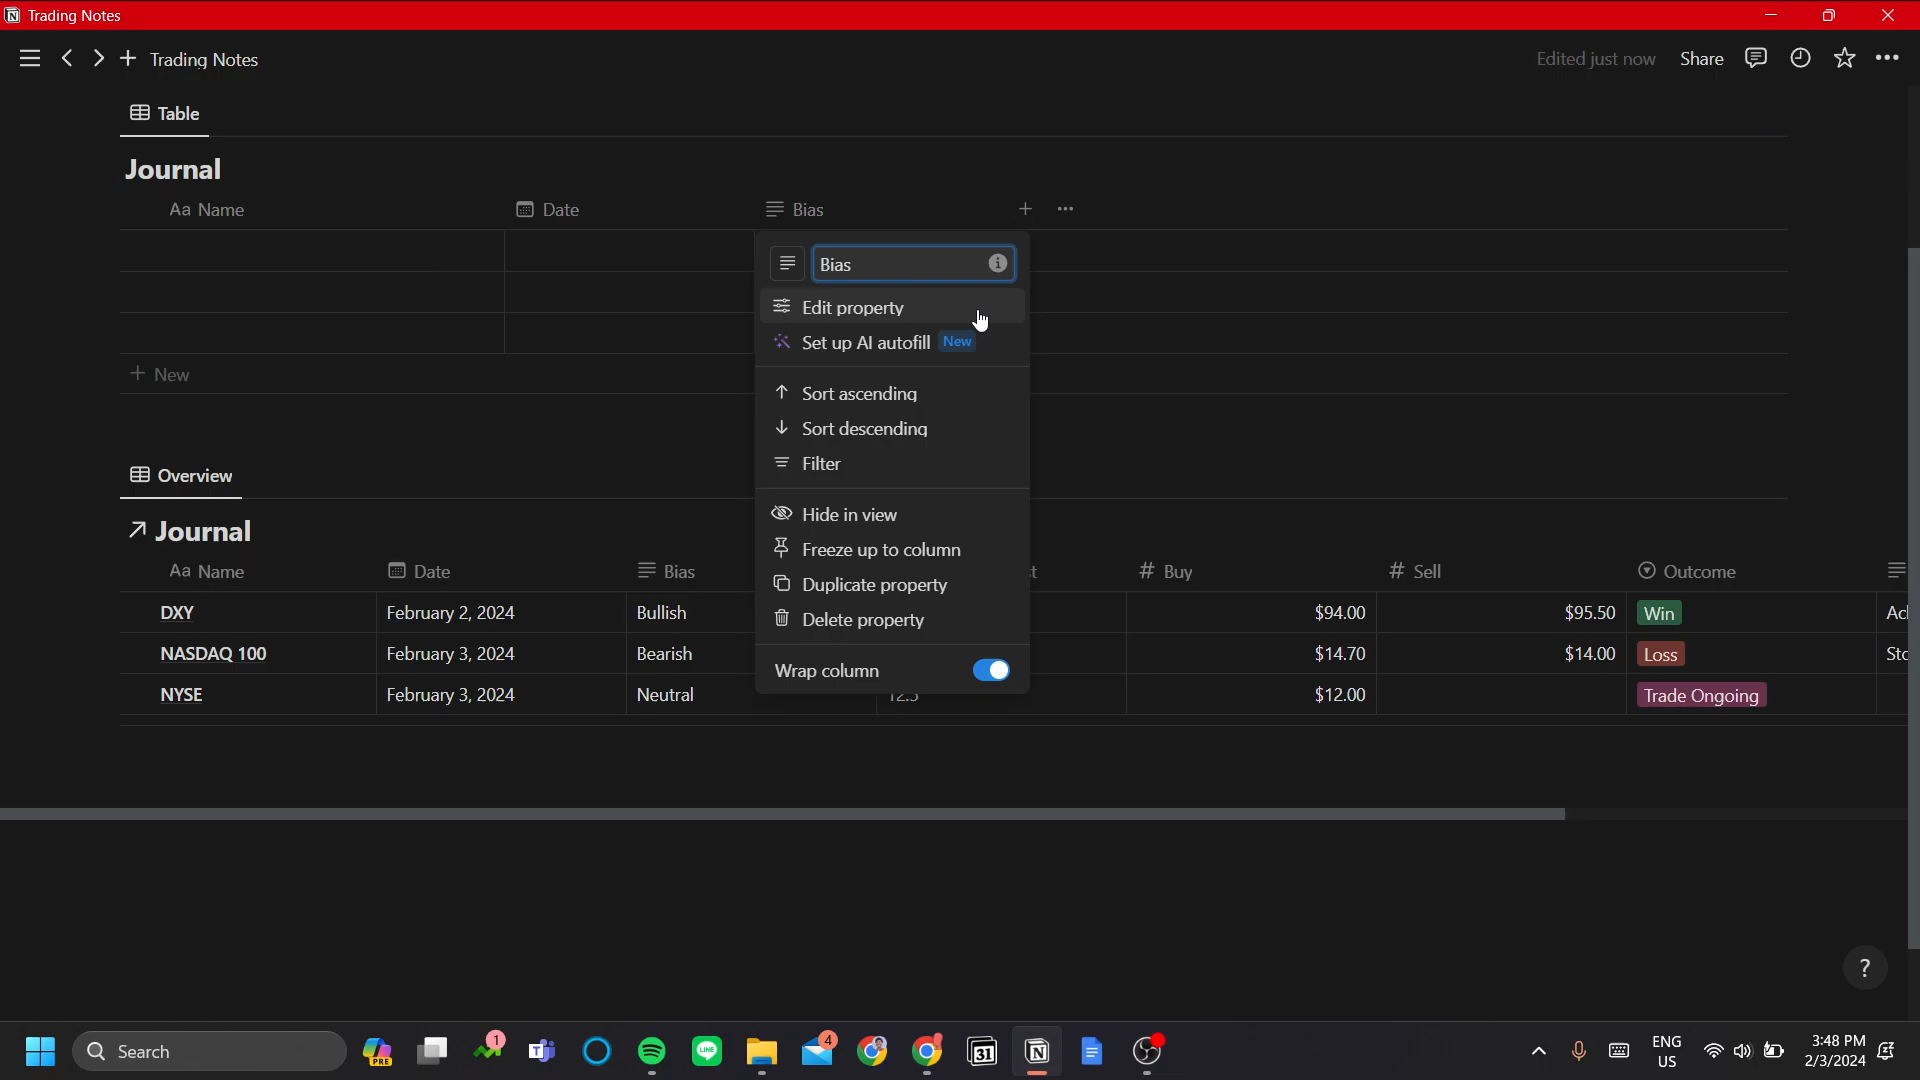 Trading Notes
Trading Notes
Edited just now Share
Table
Journal
Aa Name Date Bias
Bias
Edit property
Set up AI autofill New
Sort ascending
Sort descending
Filter
Hide in view
Freeze up to column
Duplicate property
Delete property
Wrap column
+ New
Overview
Journal
Aa Name Date Bias # Buy # Sell Outcome
DXY February 2, 2024 Bullish $94.00 $95.50 Win
NASDAQ 100 February 3, 2024 Bearish $14.70 $14.00 Loss
NYSE February 3, 2024 Neutral $12.00 Trade Ongoing
?
Search
PRE
1
4
31
ENG
US
3:48 PM
2/3/2024